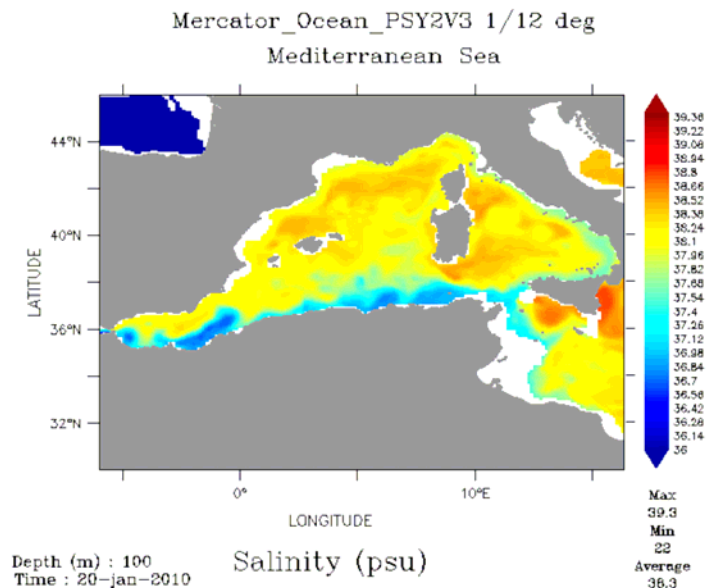 Mercator_Ocean_PSY2V3 1/12 deg
Mediterranean Sea
44°N
40°N
36°N
32°N
LATITUDE
0°
10°E
LONGITUDE
39.36
39.22
39.08
38.94
38.8
38.66
38.52
38.38
38.24
38.1
37.96
37.82
37.68
37.54
37.4
37.26
37.12
36.98
36.84
36.7
36.56
36.42
36.28
36.14
36
Max
39.3
Min
22
Average
38.3
Depth (m) : 100
Time : 20-jan-2010
Salinity (psu)